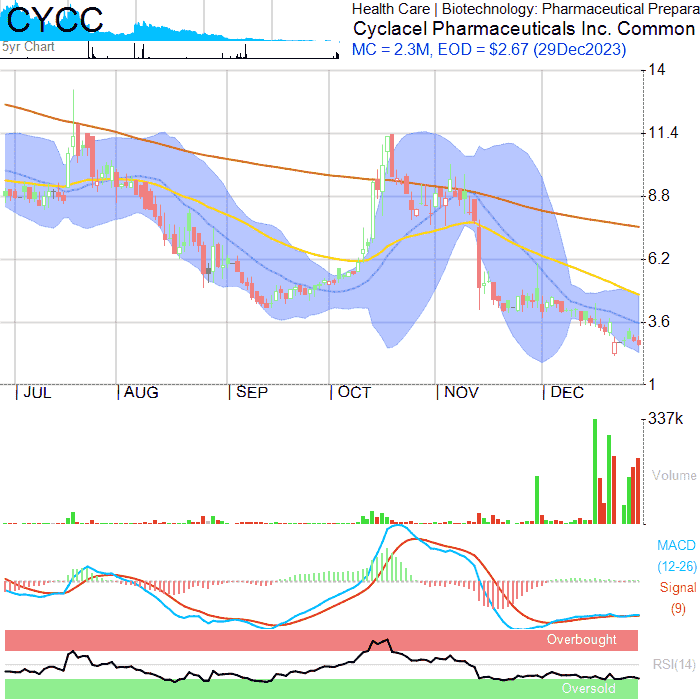 CYCC
Health Care | Biotechnology: Pharmaceutical Prepara
Cyclacel Pharmaceuticals Inc. Common
MC = 2.3M, EOD = $2.67 (29Dec2023)
5yr Chart
14
11.4
8.8
6.2
3.6
1
JUL AUG SEP OCT NOV DEC
337k
Volume
MACD
(12-26)
Signal
(9)
Overbought
RSI(14)
Oversold